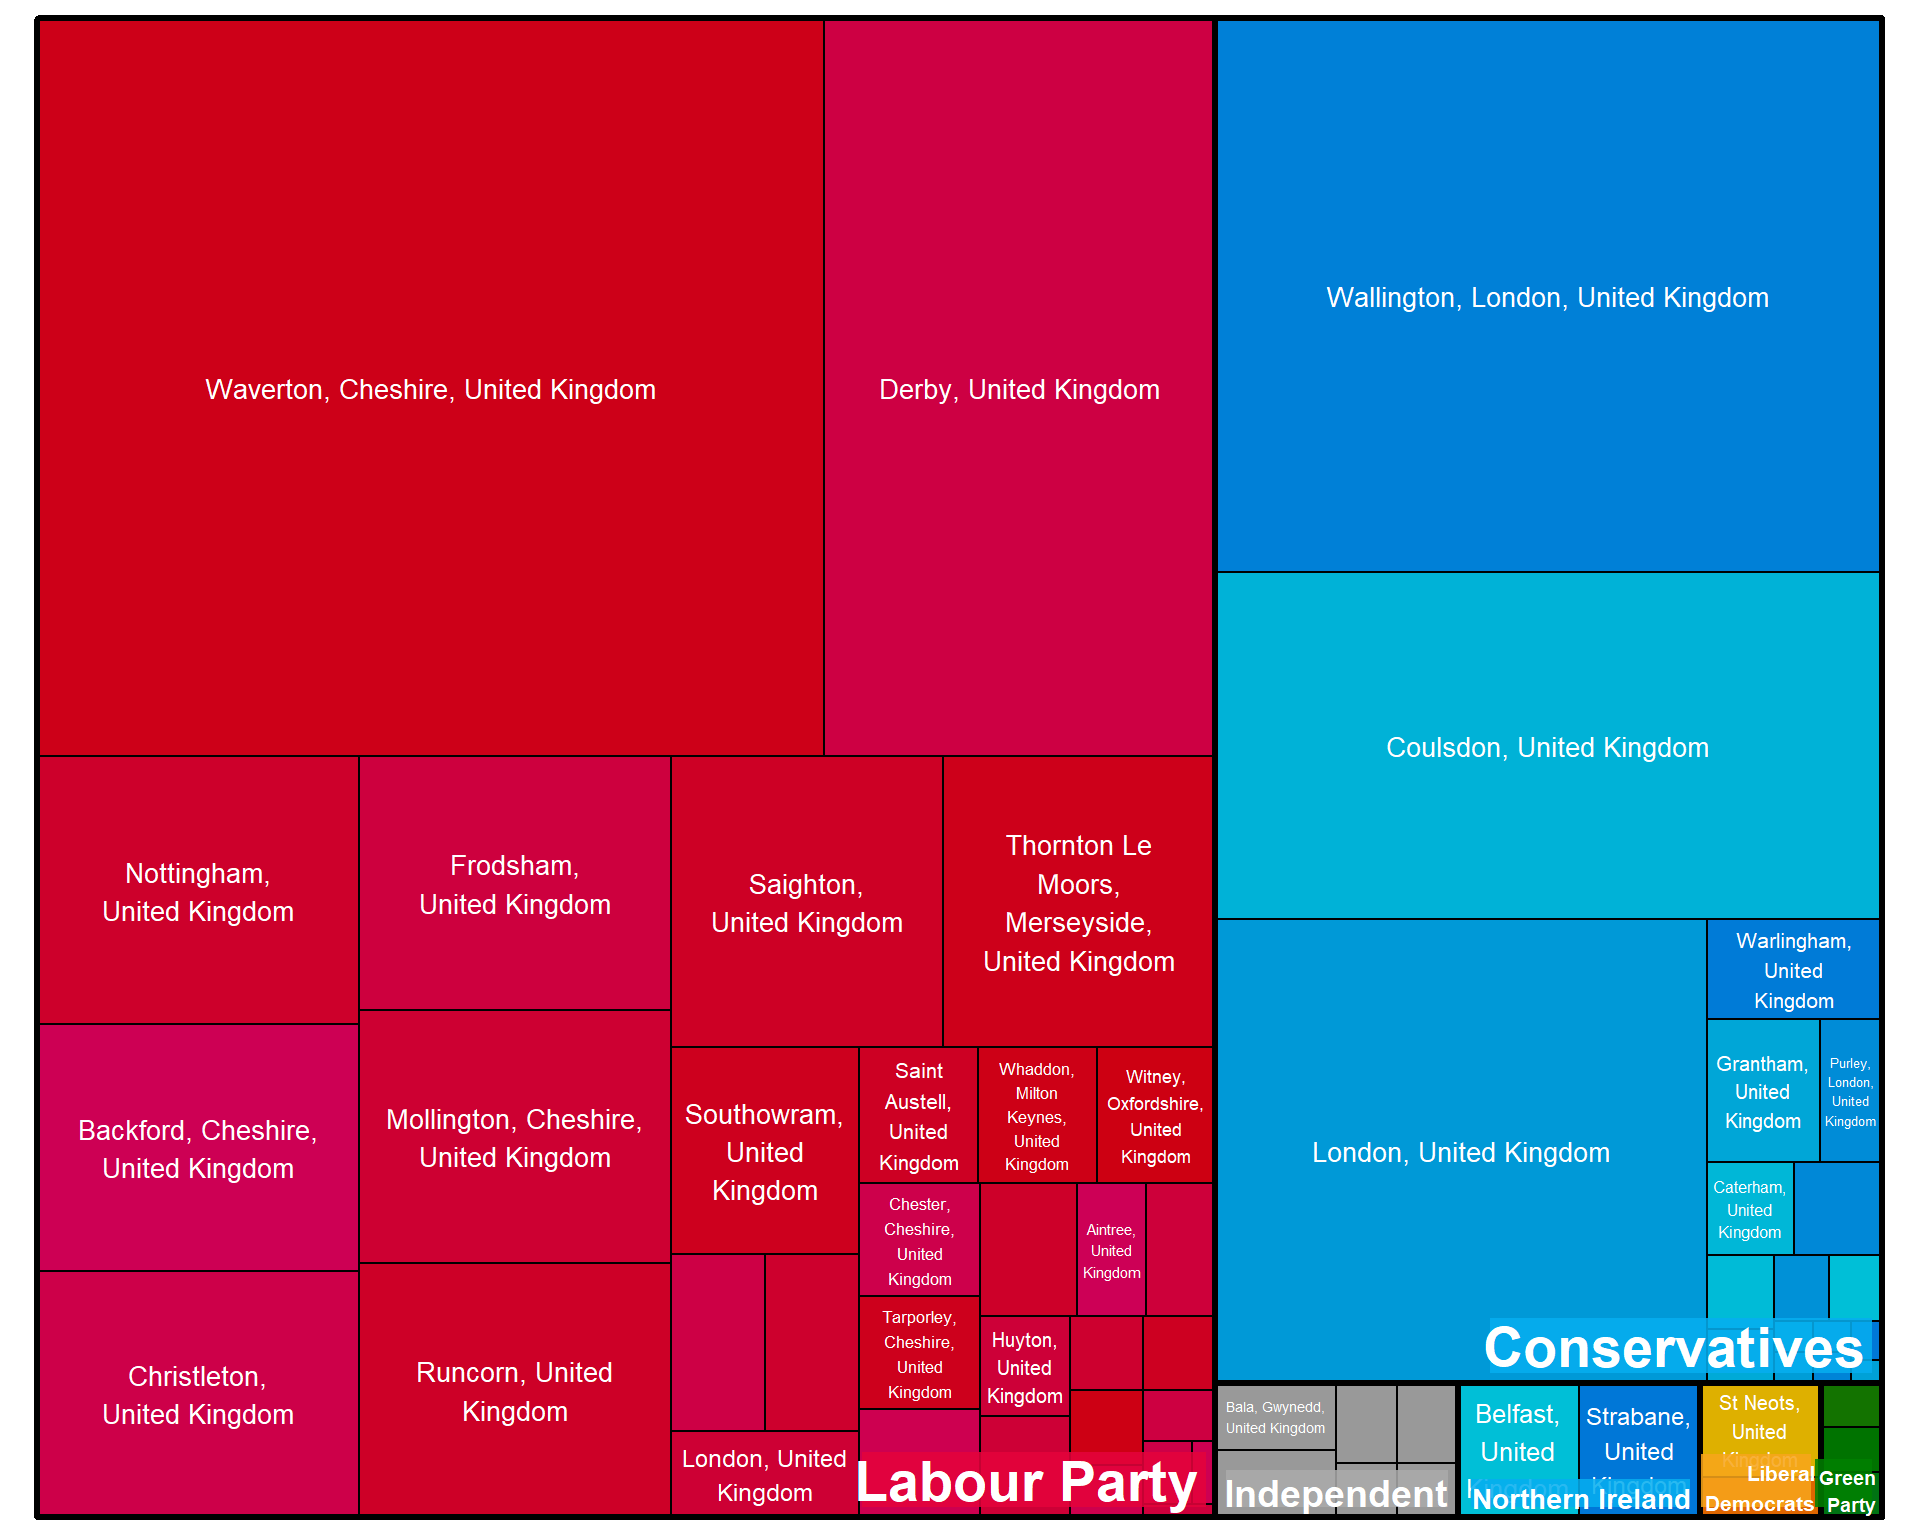 Waverton, Cheshire, United Kingdom
Derby, United Kingdom
Wallington, London, United Kingdom
Coulsdon, United Kingdom
Nottingham,
United Kingdom
Frodsham,
United Kingdom
Saighton,
United Kingdom
Thornton Le
Moors,
Merseyside,
United Kingdom
Backford, Cheshire,
United Kingdom
Mollington, Cheshire,
United Kingdom
Southowram,
United
Kingdom
Saint
Austell,
United
Kingdom
Whaddon,
Milton
Keynes,
United
Kingdom
Witney,
Oxfordshire,
United
Kingdom
Christleton,
United Kingdom
Runcorn, United
Kingdom
Chester,
Cheshire,
United
Kingdom
Aintree,
United
Kingdom
Tarporley,
Cheshire,
United
Kingdom
Huyton,
United
Kingdom
London, United
Kingdom
Labour Party
London, United Kingdom
Warlingham,
United
Kingdom
Grantham,
United
Kingdom
Purley,
London,
United
Kingdom
Caterham,
United
Kingdom
Conservatives
Bala, Gwynedd,
United Kingdom
Independent
Belfast,
United
Kingdom
Strabane,
United
Kingdom
Northern Ireland
St Neots,
United
Kingdom
Liberal
Democrats
Green
Party